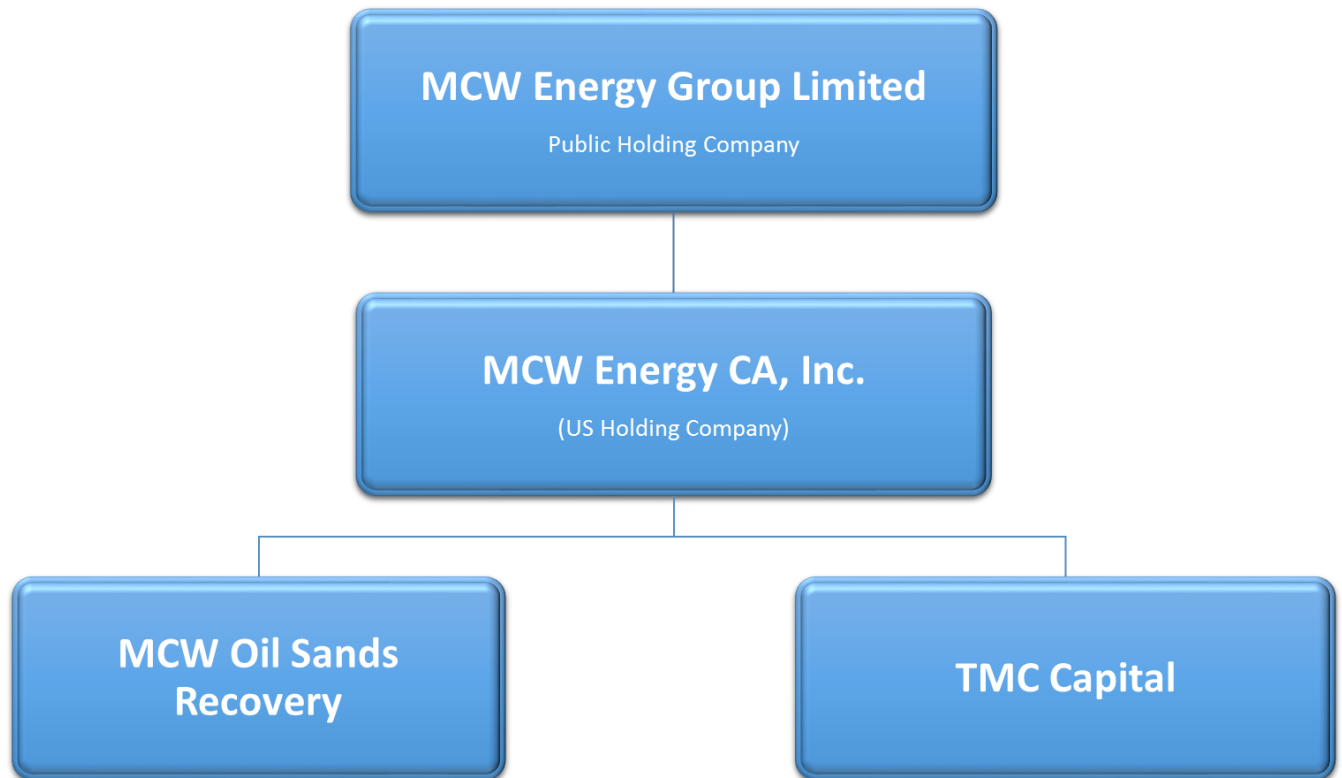 MCW Energy Group Limited
Public Holding Company
MCW Energy CA, Inc.
(US Holding Company)
MCW Oil Sands
Recovery
TMC Capital